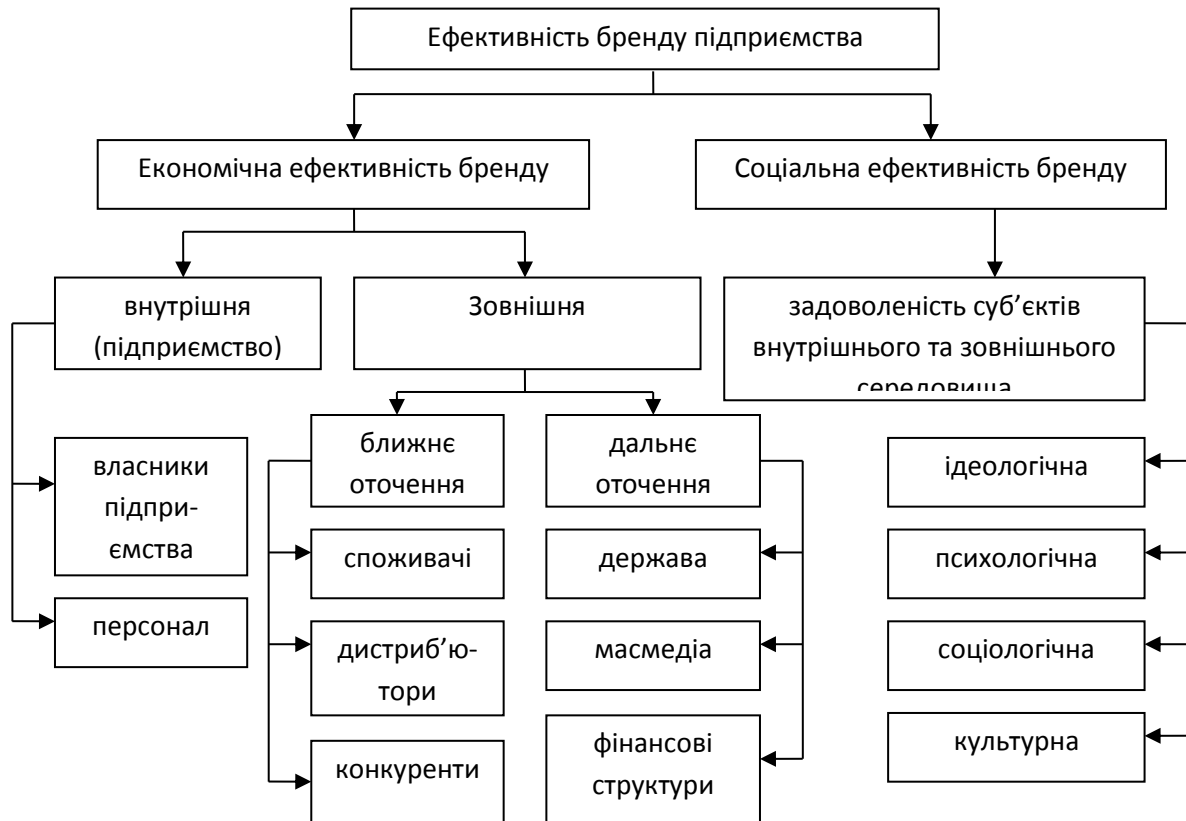 Ефективність бренду підприємства
Економічна ефективність бренду
Соціальна ефективність бренду
внутрішня
(підприємство)
Зовнішня
задоволеність суб’єктів
внутрішнього та зовнішнього
середовища
ближнє
оточення
дальнє
оточення
власники
підпри-
ємства
персонал
споживачі
дистриб’ю-
тори
конкуренти
держава
масмедіа
фінансові
структури
ідеологічна
психологічна
соціологічна
культурна